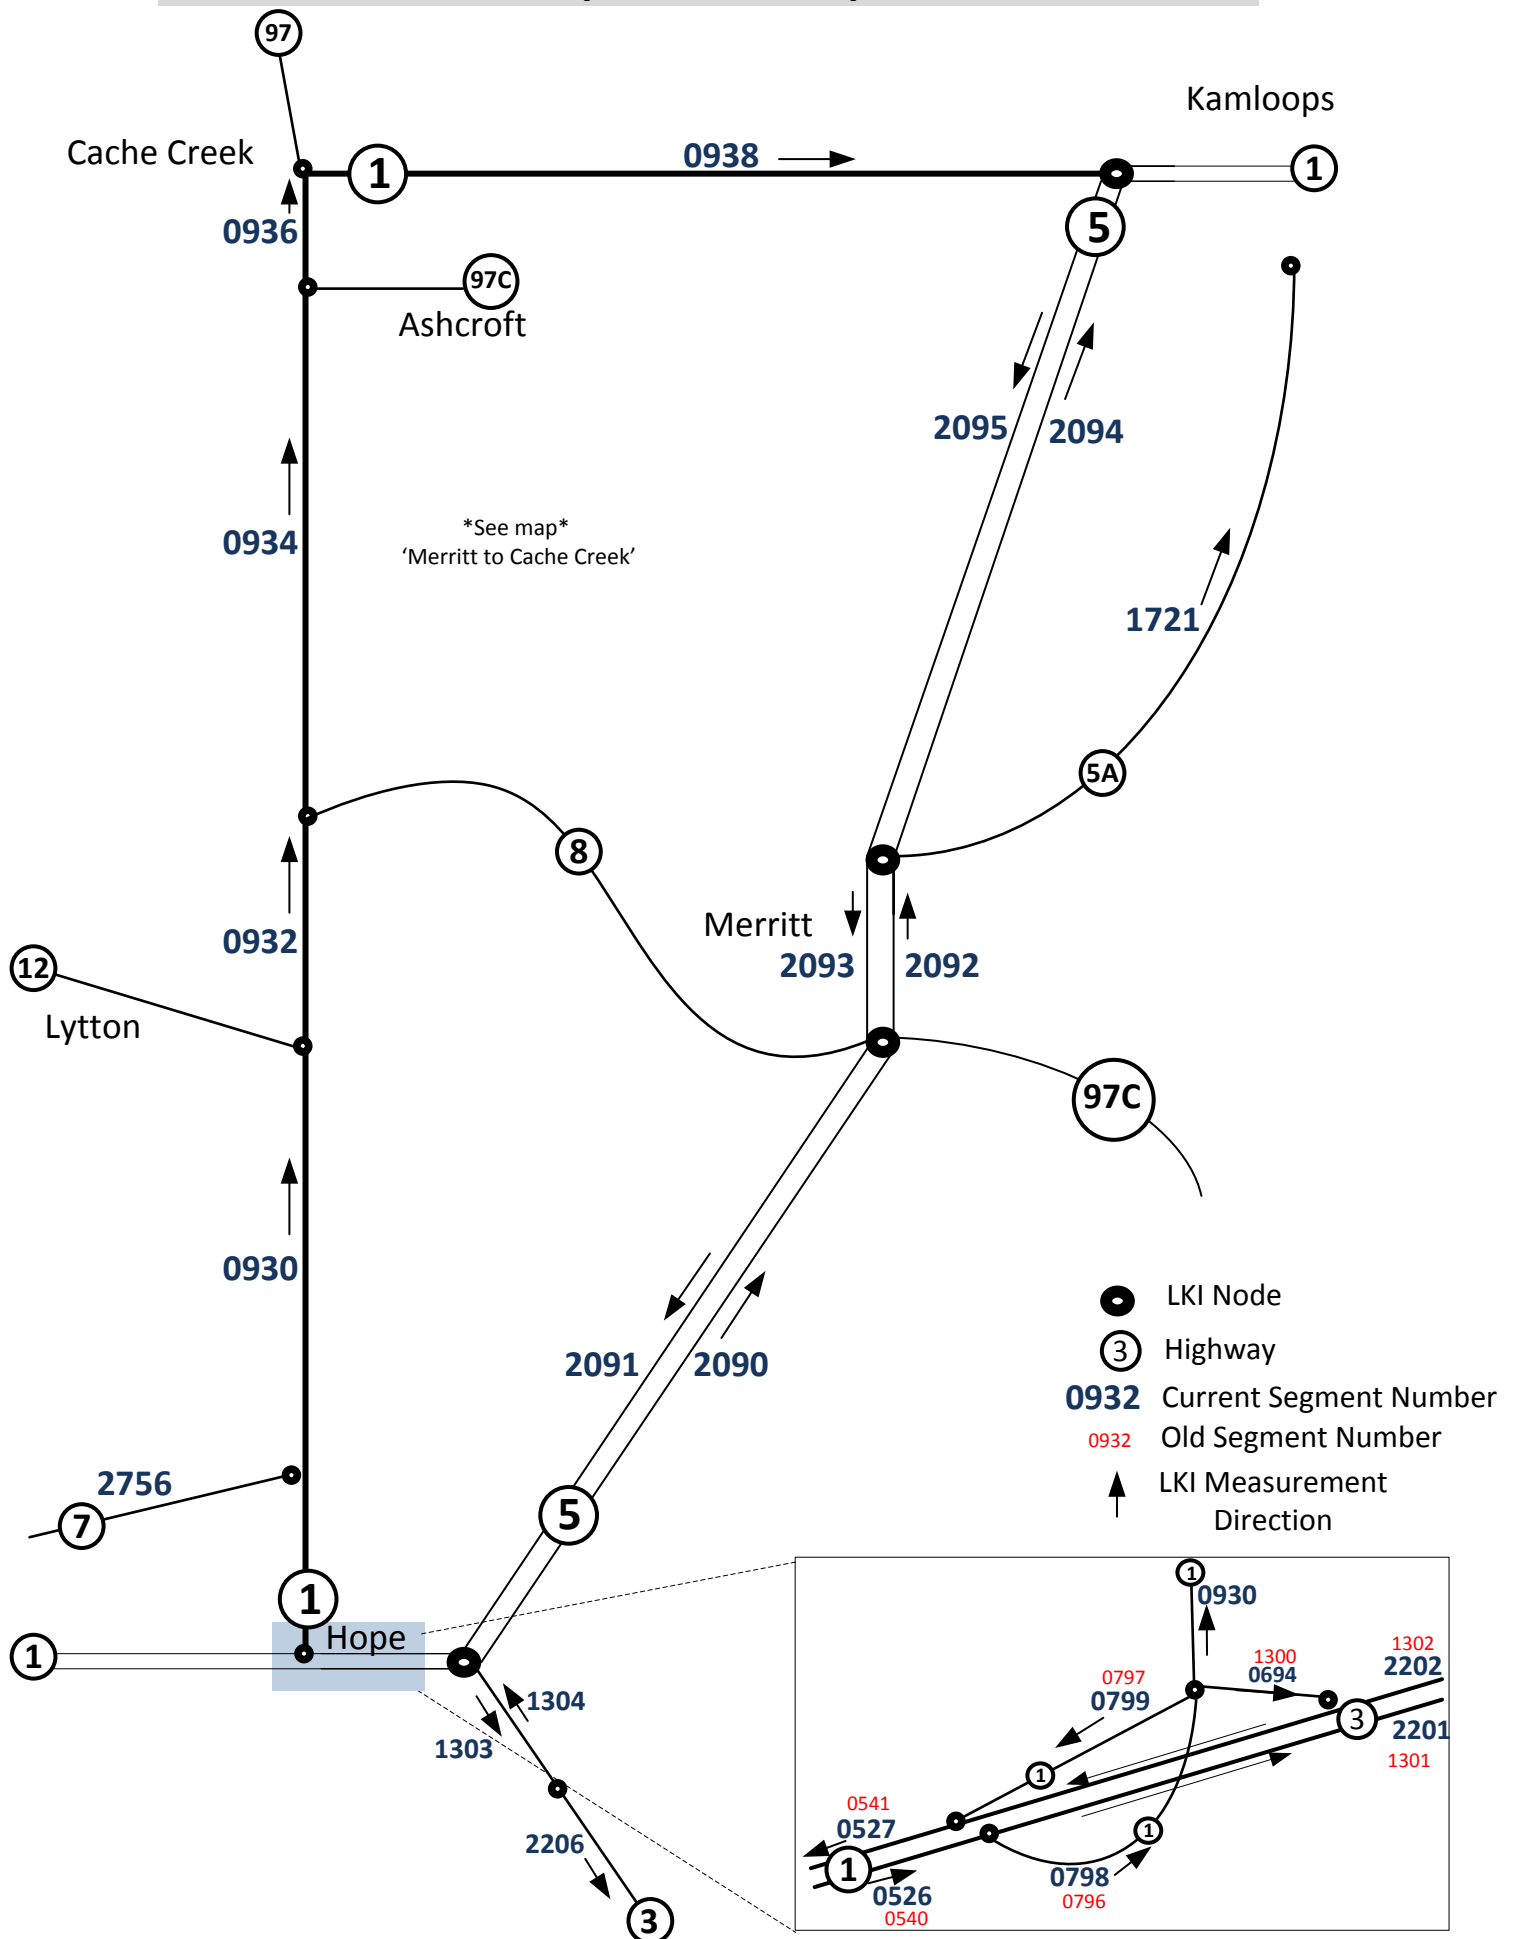 97
Kamloops
Cache Creek
0938
1
1
0936
5
97C
Ashcroft
2095
2094
*See map*
0934
‘Merritt to Cache Creek’
1721
5A
8
Merritt
0932
2093
2092
12
Lytton
97C
0930
LKI Node
3
Highway
2091
2090
0932
Current Segment Number
0932
Old Segment Number
2756
LKI Measurement
Direction
7
5
1
Hope
1
1304
1303
2206
3
1
0930
1302
1300
2202
0694
0797
0799
3
2201
1301
1
0541
0527
1
1
0798
0526
0796
0540